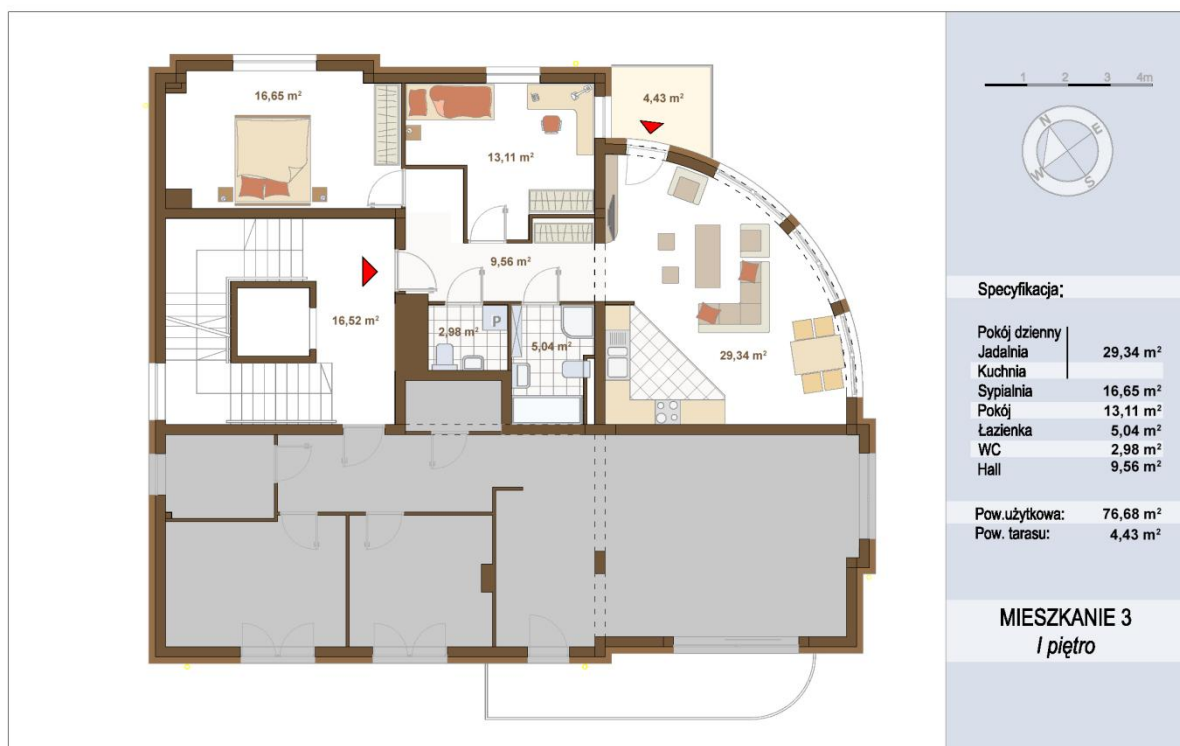 16,65 m²
4,43 m²
13,11 m²
9,56 m²
16,52 m²
2,98 m²
P
5,04 m²
29,34 m²
1 2 3 4m
N
E
W
S
Specyfikacja:
Pokój dzienny
Jadalnia 29,34 m²
Kuchnia
Sypialnia 16,65 m²
Pokój 13,11 m²
Łazienka 5,04 m²
WC 2,98 m²
Hall 9,56 m²
Pow.użytkowa: 76,68 m²
Pow. tarasu: 4,43 m²
MIESZKANIE 3
I piętro